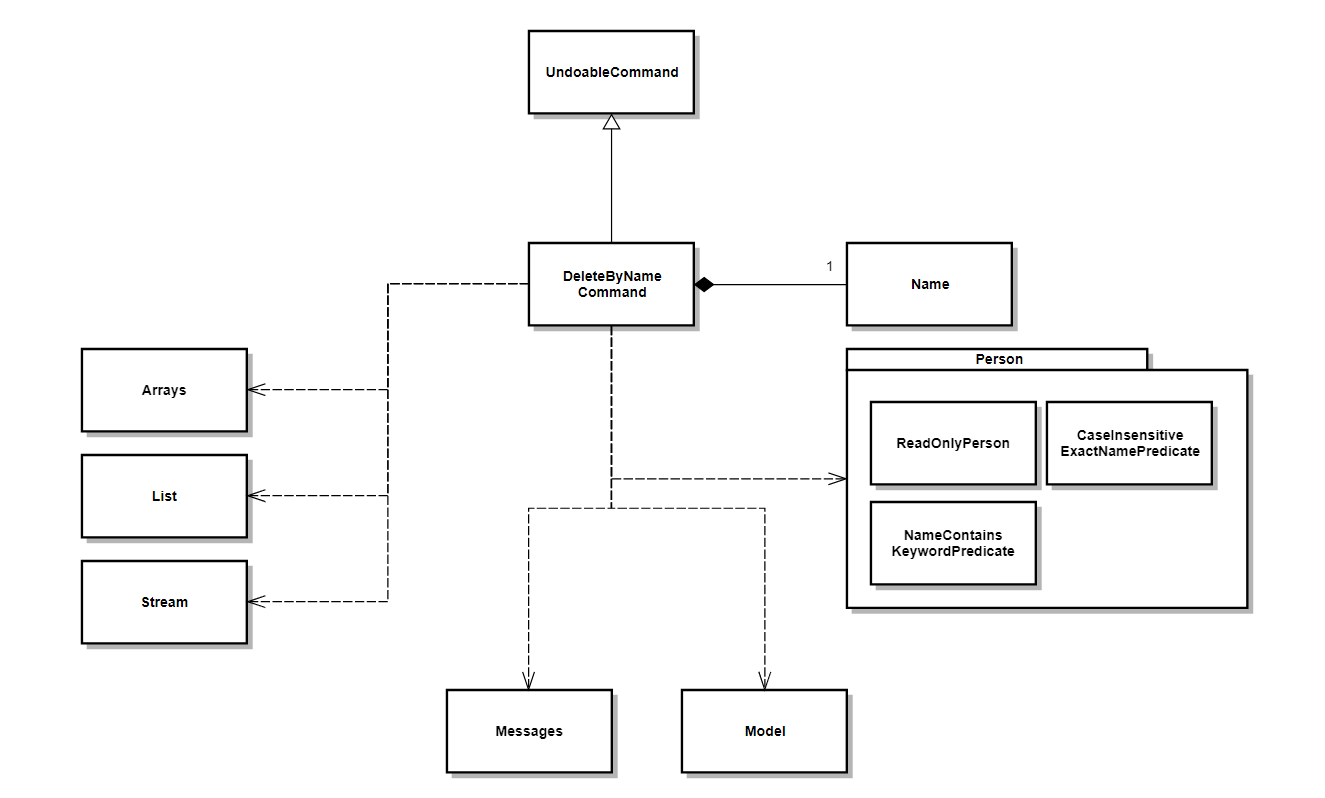 UndoableCommand
DeleteByName
Command
1
Name
Person
Arrays
ReadOnlyPerson
CaseInsensitive
ExactNamePredicate
List
NameContains
KeywordPredicate
Stream
Messages
Model